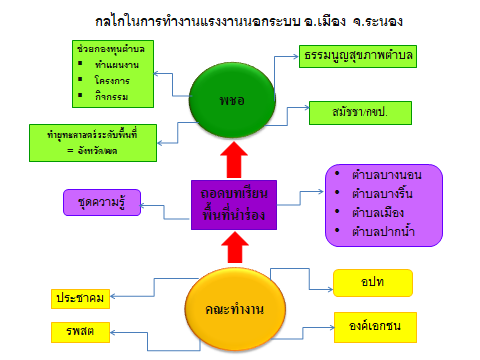 กลไกในการทำงานแรงงานนอกระบบ อ.เมือง จ.ระนอง
ช่วยกองทุนตำบล
▪ ทำแผนงาน
▪ โครงการ
▪ กิจกรรม
ธรรมนูญสุขภาพตำบล
พชอ
สมัชชา/กขป.
ทำยุทธศาสตร์ระดับพื้นที่
= จังหวัด/เขต
ถอดบทเรียน
พื้นที่นำร่อง
ชุดความรู้
• ตำบลบางนอน
• ตำบลบางริ้น
• ตำบลเมือง
• ตำบลปากน้ำ
คณะทำงาน
ประชาคม
รพสต
อปท
องค์เอกชน